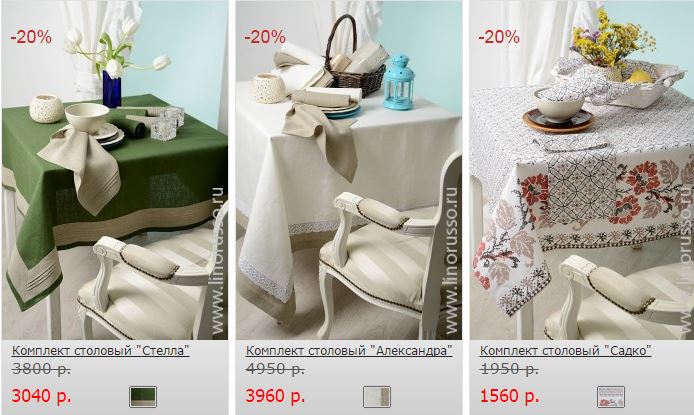 -20%
-20%
-20%
www.linorusso.ru
www.linorusso.ru
www.linorusso.ru
Комплект столовый "Стелла"
3800 р.
3040 р.
Комплект столовый "Александра"
4950 р.
3960 р.
Комплект столовый "Садко"
1950 р.
1560 р.